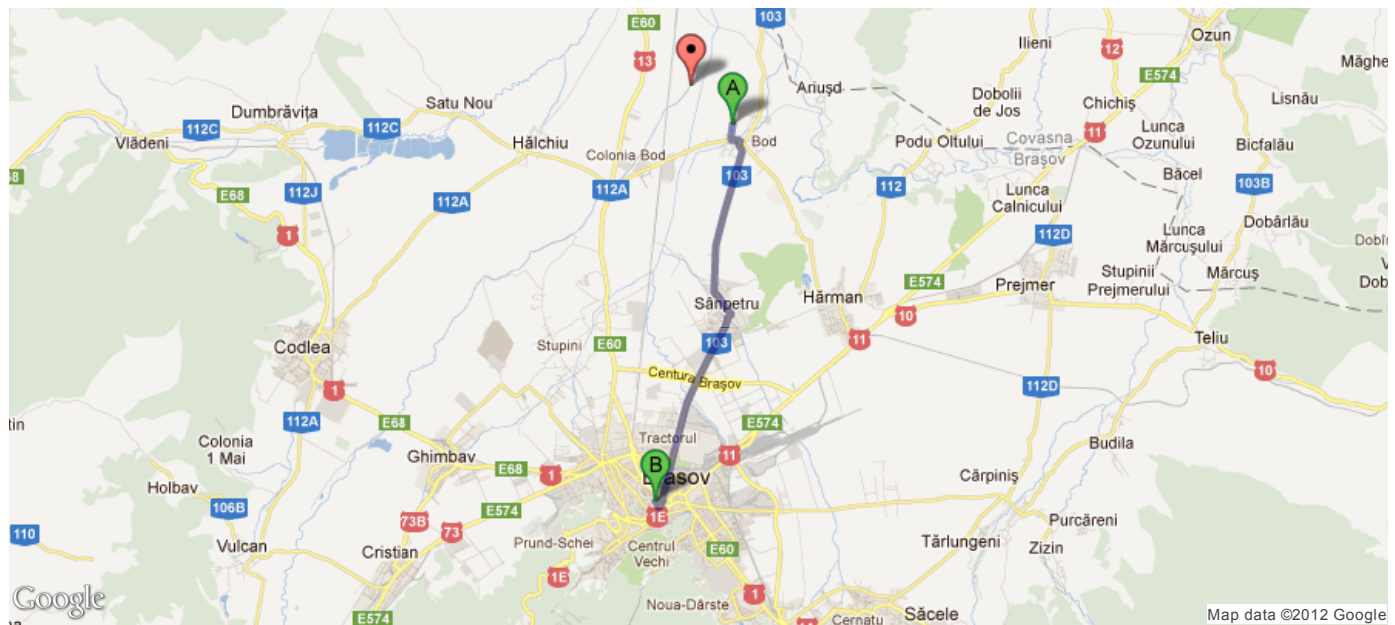 E60
103
Ozun
13
Ilieni
12
Măghe
E574
Ariușd
Dobolii
de Jos
Chichiș
Lisnău
Dumbrăvița
Satu Nou
A
112C
112C
Vlădeni
Hălchiu
Colonia Bod
Bod
Podu Oltului
Covasna
Brașov
11
Lunca
Ozunului
Bicfalău
68
E68
112J
112A
112A
103
112
Lunca
Calnicului
Băcel
103B
Dobârlău
1
112D
Lunca
Mărcușului
Stupinii
Prejmerului
Mărcuș
Sânpetru
Hărman
E574
Prejmer
10
11
Teliu
Codlea
Stupini
E60
103
10
Centura Brașov
1
112D
112A
E68
E574
Tractorul
Colonia
1 Mai
Ghimbav
E68
1
11
B
Budila
Holbav
Cărpiniș
106B
E574
1E
73B
73
110
Vulcan
Cristian
Prund-Schei
Centrul
Vechi
E60
Purcăreni
Tărlungeni
Zizin
1E
1
Noua-Dârste
E574
Cernatu
Săcele
Google
Map data ©2012 Google